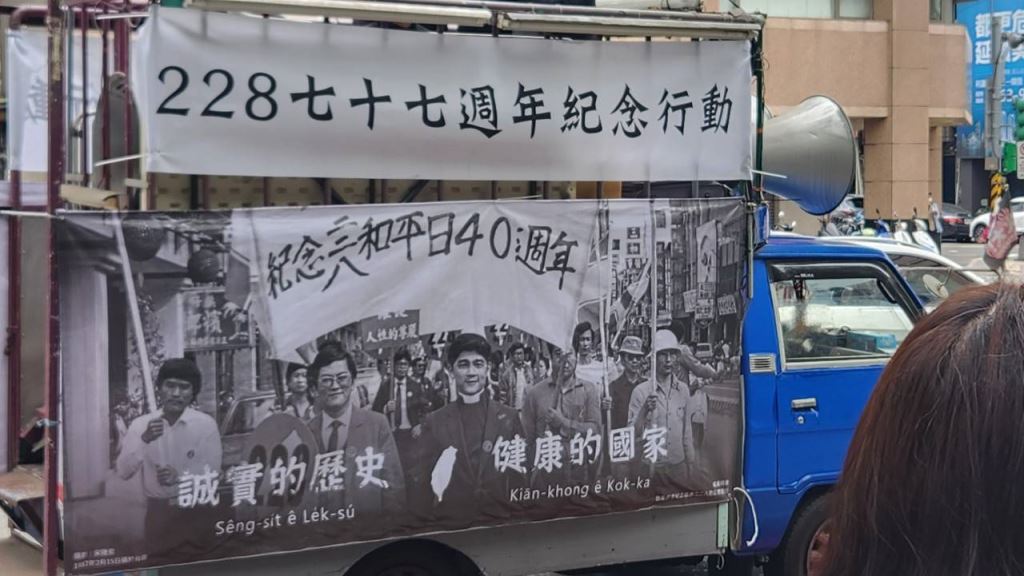 228七十七週年紀念行動
紀念二二八和平日40週年
誠實的歷史
Sêng-si̍t ê Le̍k-sú
健康的國家
Kiān-khong ê Kok-ka